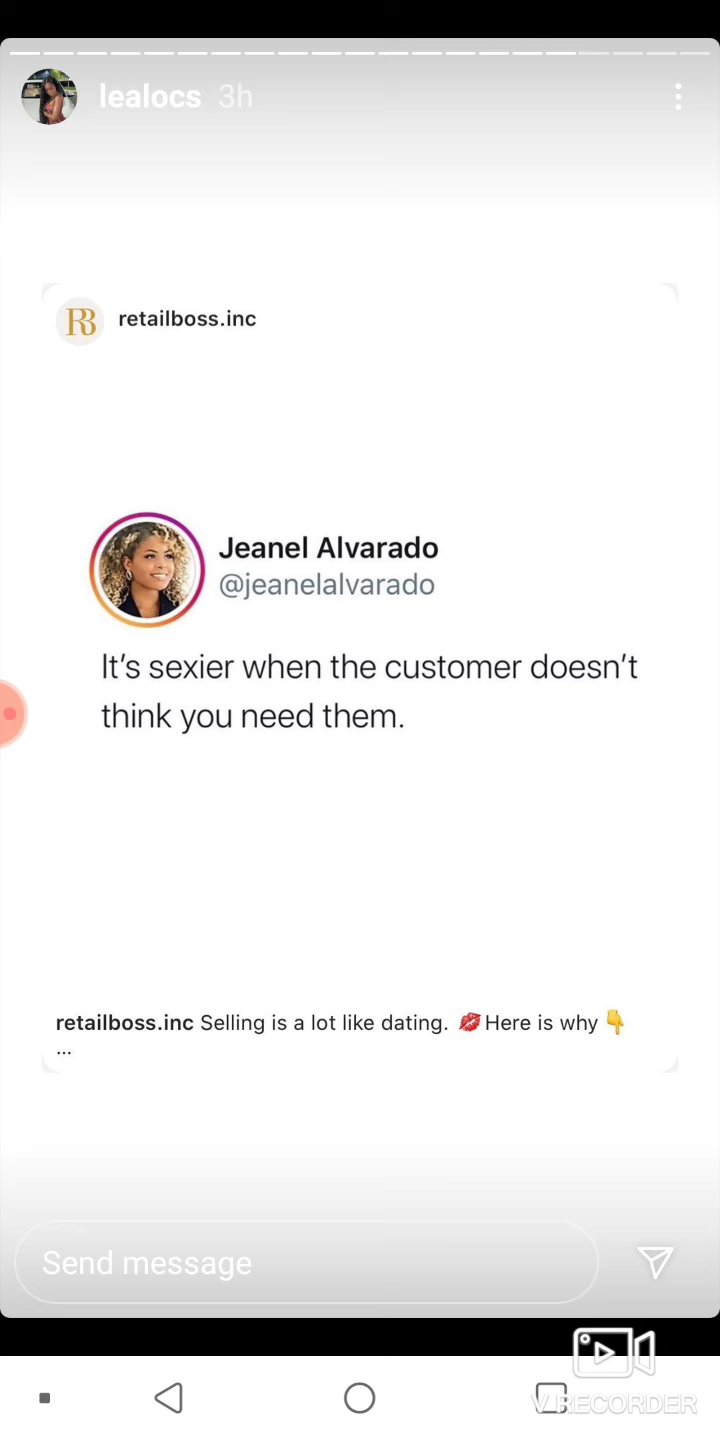 lealocs 3h
RB
retailboss.inc
Jeanel Alvarado
@jeanelalvarado
It's sexier when the customer doesn't
think you need them.
retailboss.inc Selling is a lot like dating. 💋Here is why 👇
...
Send message
V RECORDER